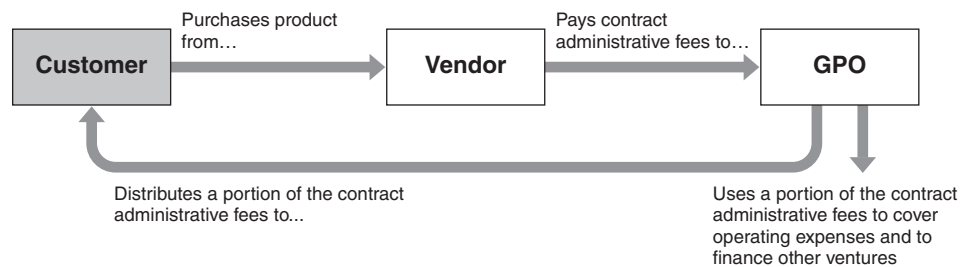 Purchases product
from…
Pays contract
administrative fees to…
Customer
Vendor
GPO
Distributes a portion of the contract
administrative fees to...
Uses a portion of the contract
administrative fees to cover
operating expenses and to
finance other ventures